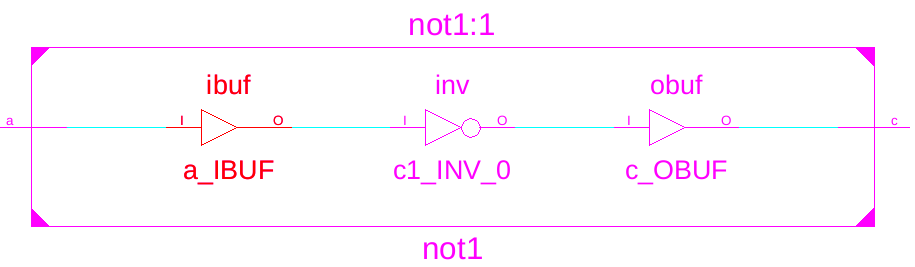 not1:1
ibuf inv obuf
a I O I O I O c
a_IBUF c1_INV_0 c_OBUF
not1